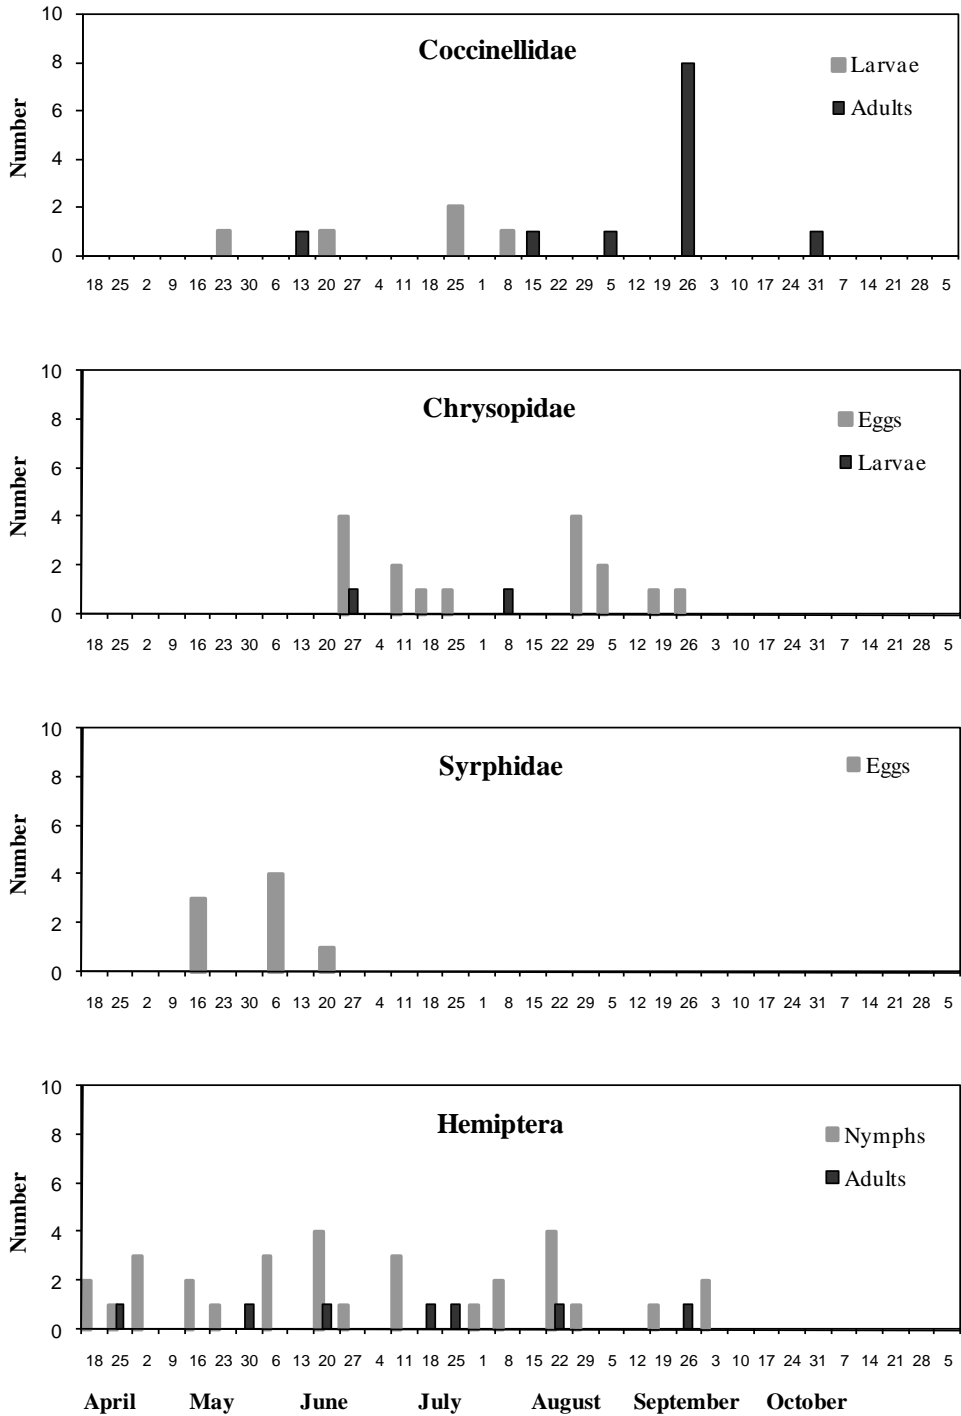 10
Coccinellidae
8
Larvae
Adults
6
Number
4
2
0
18 25 2 9 16 23 30 6 13 20 27 4 11 18 25 1 8 15 22 29 5 12 19 26 3 10 17 24 31 7 14 21 28 5
10
Chrysopidae
8
Eggs
Larvae
6
Number
4
2
0
18 25 2 9 16 23 30 6 13 20 27 4 11 18 25 1 8 15 22 29 5 12 19 26 3 10 17 24 31 7 14 21 28 5
10
Syrphidae
Eggs
8
6
Number
4
2
0
18 25 2 9 16 23 30 6 13 20 27 4 11 18 25 1 8 15 22 29 5 12 19 26 3 10 17 24 31 7 14 21 28 5
10
Hemiptera
8
Nymphs
Adults
6
Number
4
2
0
18 25 2 9 16 23 30 6 13 20 27 4 11 18 25 1 8 15 22 29 5 12 19 26 3 10 17 24 31 7 14 21 28 5
April May June July August September October